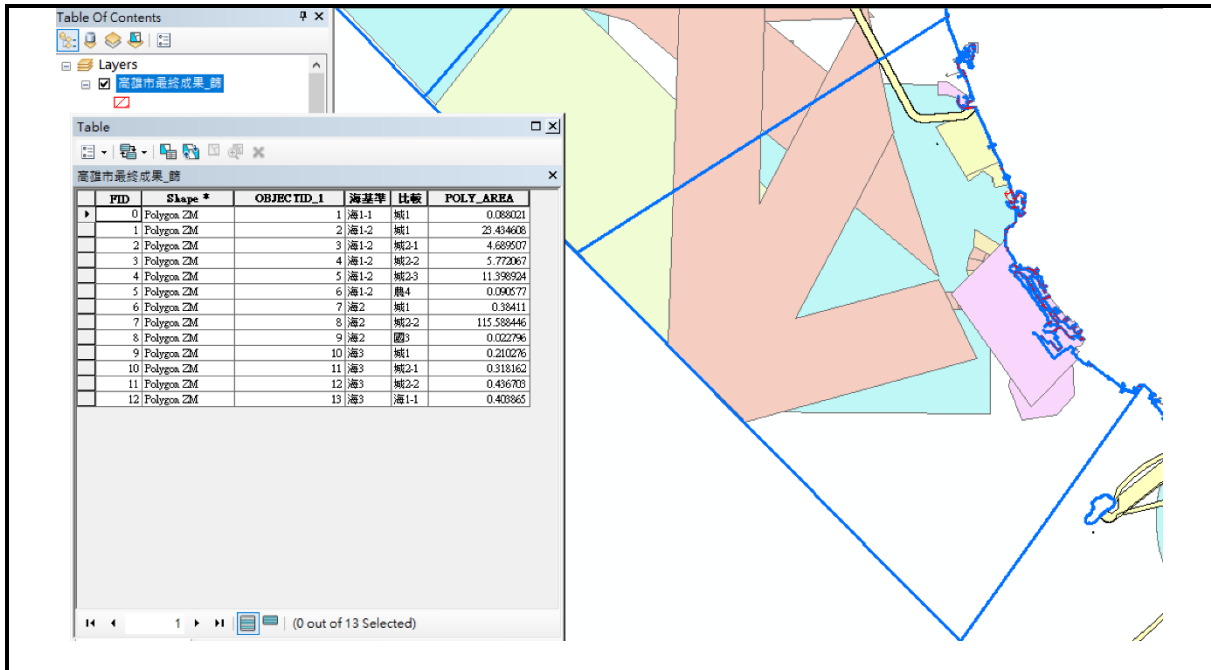 Table Of Contents
Layers
高雄市最終成果_篩
Table
高雄市最終成果_篩
FID Shape * OBJECTID_1 海基準 比較 POLY_AREA
0 Polygon ZM 1 海1-1 城1 0.088021
1 Polygon ZM 2 海1-2 城1 23.434608
2 Polygon ZM 3 海1-2 城2-1 4.689507
3 Polygon ZM 4 海1-2 城2-2 5.772067
4 Polygon ZM 5 海1-2 城2-3 11.398924
5 Polygon ZM 6 海1-2 農4 0.090577
6 Polygon ZM 7 海2 城1 0.38411
7 Polygon ZM 8 海2 城2-2 115.588446
8 Polygon ZM 9 海2 國3 0.022796
9 Polygon ZM 10 海3 城1 0.210276
10 Polygon ZM 11 海3 城2-1 0.318162
11 Polygon ZM 12 海3 城2-2 0.436703
12 Polygon ZM 13 海3 海1-1 0.403865
1
(0 out of 13 Selected)